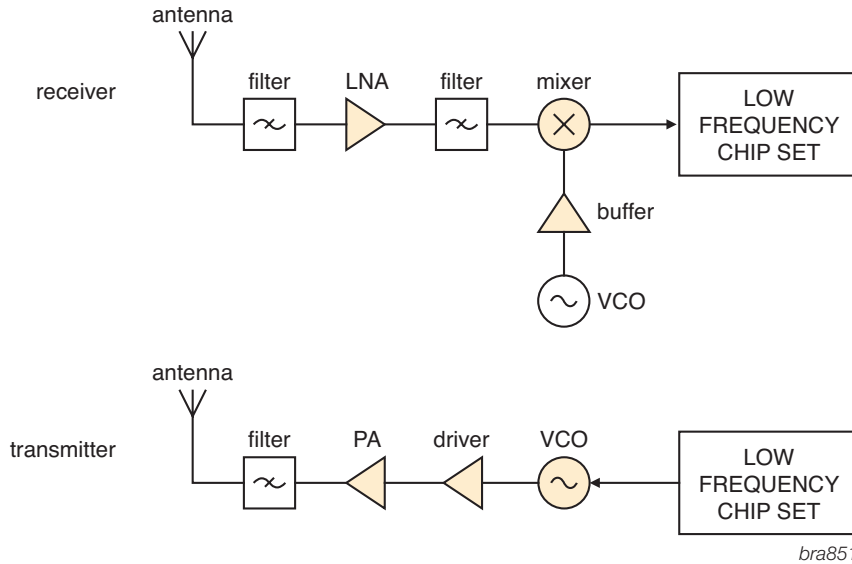 antenna
receiver
filter
LNA
filter
mixer
LOW
FREQUENCY
CHIP SET
buffer
VCO
antenna
transmitter
filter
PA
driver
VCO
LOW
FREQUENCY
CHIP SET
bra851